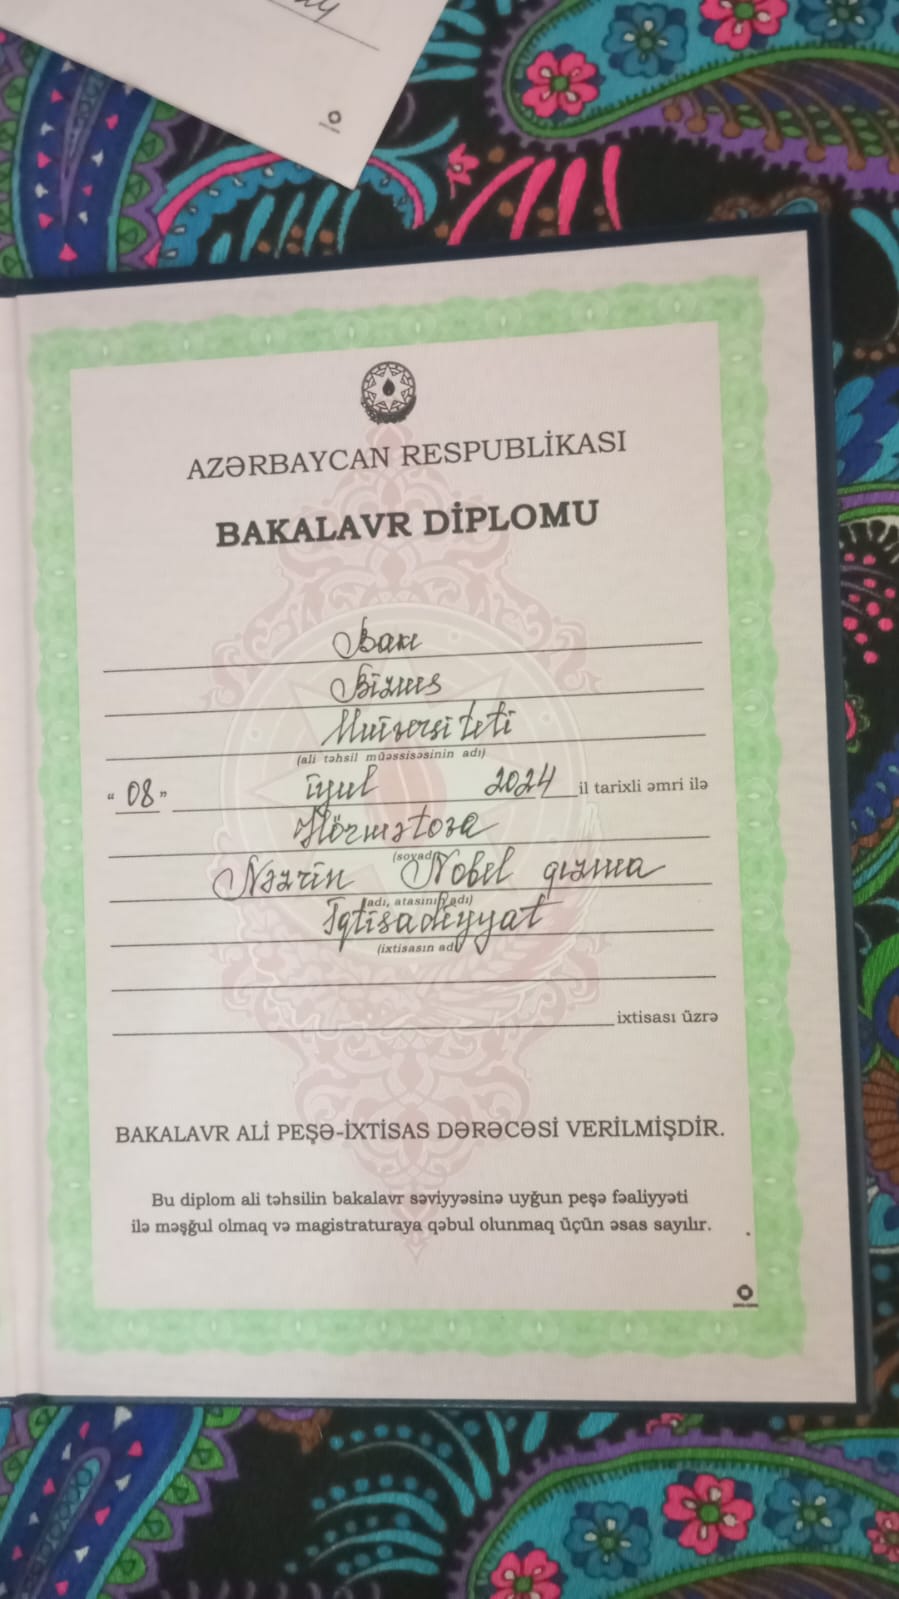 AZƏRBAYCAN RESPUBLİKASI
BAKALAVR DİPLOMU
Bakı
Biznes
Universiteti
(ali təhsil müəssisəsinin adı)
“ 08 ” iyul 2024 il tarixli əmri ilə
Hörmətova
(soyadı)
Nəzrin Nobel qızına
(adı, atasının adı)
İqtisadiyyat
(ixtisasın adı)
ixtisası üzrə
BAKALAVR ALİ PEŞƏ-İXTİSAS DƏRƏCƏSİ VERİLMİŞDİR.
Bu diplom ali təhsilin bakalavr səviyyəsinə uyğun peşə fəaliyyəti
ilə məşğul olmaq və magistraturaya qəbul olunmaq üçün əsas sayılır.